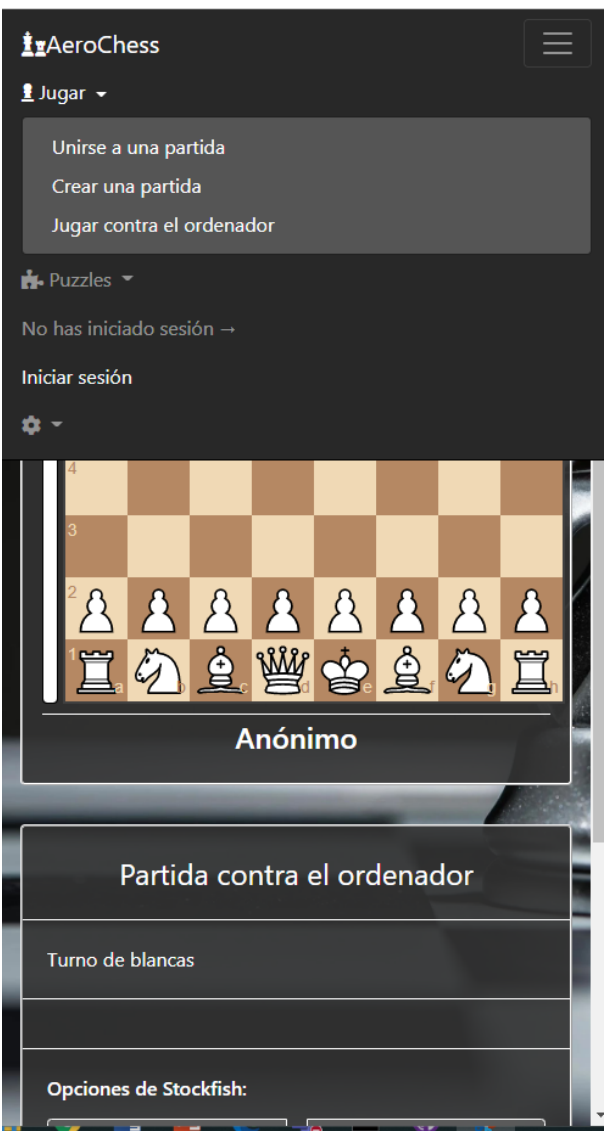 AeroChess
Jugar
Unirse a una partida
Crear una partida
Jugar contra el ordenador
Puzzles
No has iniciado sesión →
Iniciar sesión
4
3
2
1
a b c d e f g h
Anónimo
Partida contra el ordenador
Turno de blancas
Opciones de Stockfish: